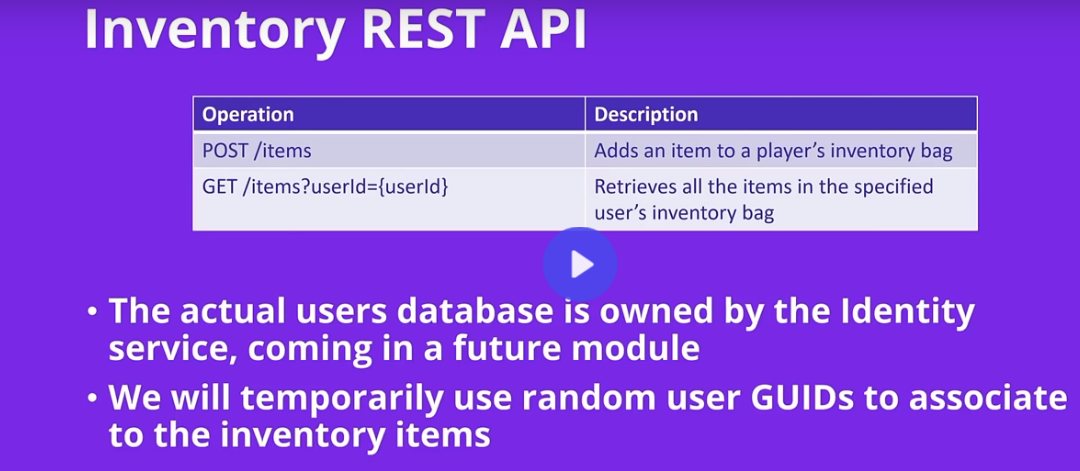 Inventory REST API
Operation Description
POST /items Adds an item to a player's inventory bag
GET /items?userId={userId} Retrieves all the items in the specified
user's inventory bag
• The actual users database is owned by the Identity
service, coming in a future module
• We will temporarily use random user GUIDs to associate
to the inventory items